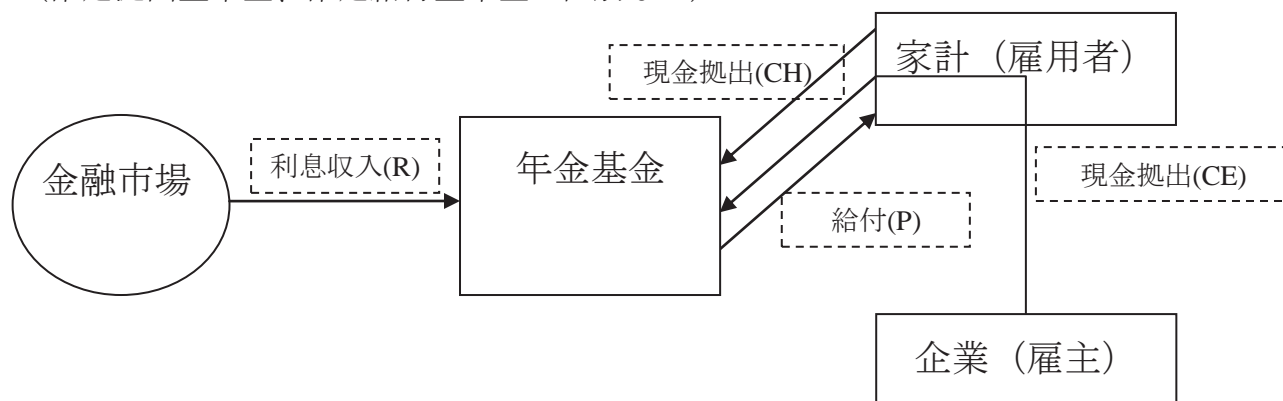 家計(雇用者)
現金拠出(CH)
金融市場
利息収入(R)
年金基金
現金拠出(CE)
給付(P)
企業(雇主)